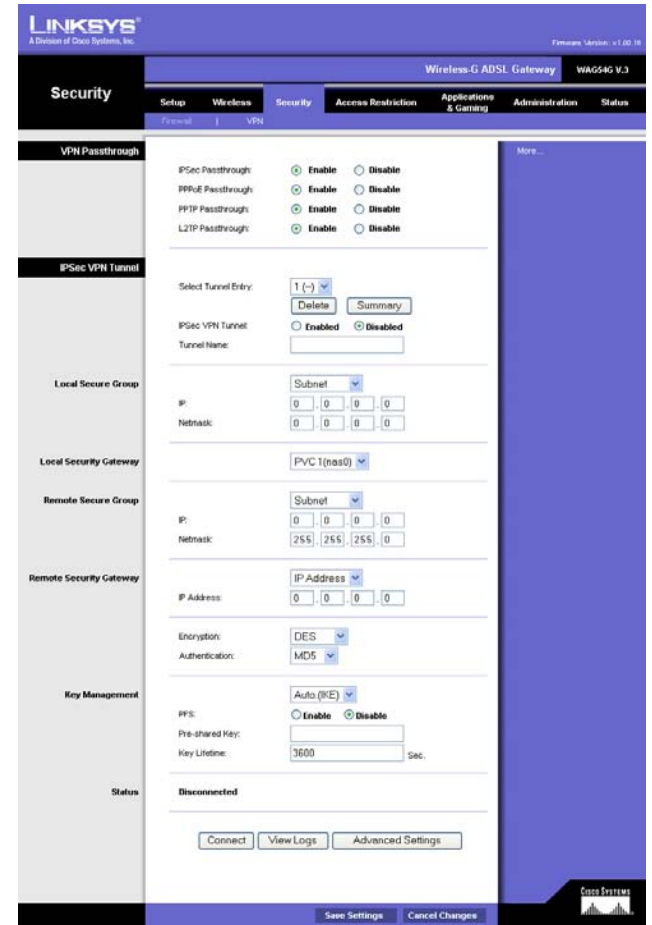 LINKSYS®
A Division of Cisco Systems, Inc.
Firmware Version: v1.00.16
Wireless-G ADSL Gateway WAG54G V.3
Security
Setup Wireless Security Access Restriction Applications & Gaming Administration Status
Firewall | VPN
VPN Passthrough
More...
IPSec Passthrough: Enable Disable
PPPoE Passthrough: Enable Disable
PPTP Passthrough: Enable Disable
L2TP Passthrough: Enable Disable
IPSec VPN Tunnel
Select Tunnel Entry: 1 (--)
Delete Summary
IPSec VPN Tunnel: Enabled Disabled
Tunnel Name:
Local Secure Group Subnet
IP: 0 . 0 . 0 . 0
Netmask: 0 . 0 . 0 . 0
Local Security Gateway PVC 1(nas0)
Remote Secure Group Subnet
IP: 0 . 0 . 0 . 0
Netmask: 255 . 255 . 255 . 0
Remote Security Gateway IP Address
IP Address: 0 . 0 . 0 . 0
Encryption: DES
Authentication: MD5
Key Management Auto.(IKE)
PFS: Enable Disable
Pre-shared Key:
Key Lifetime: 3600 Sec.
Status Disconnected
Connect View Logs Advanced Settings
Save Settings Cancel Changes
CISCO SYSTEMS